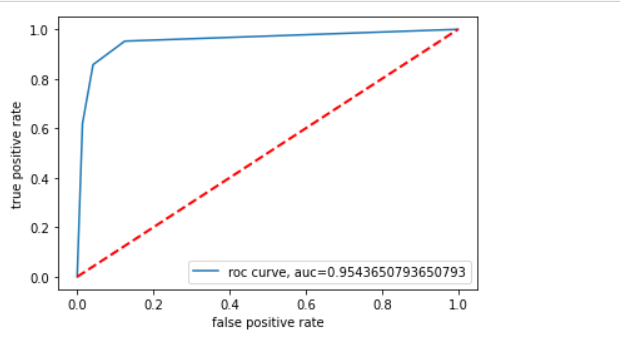 1.0
0.8
0.6
0.4
0.2
0.0
true positive rate
roc curve, auc=0.9543650793650793
0.0 0.2 0.4 0.6 0.8 1.0
false positive rate